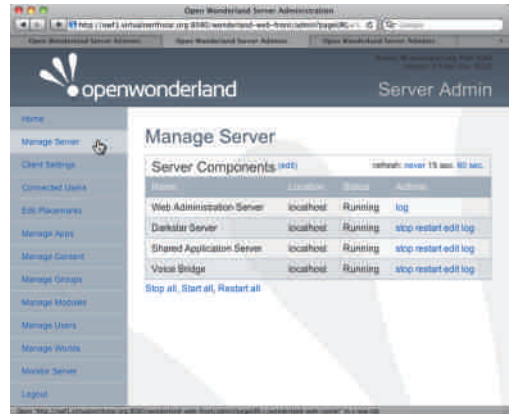 Open Wonderland Server Administration
openwonderland
Server Admin
Home
Manage Server
Client Settings
Connected Users
Edit Placemarks
Manage Apps
Manage Content
Manage Groups
Manage Modules
Manage Users
Manage Worlds
Monitor Server
Logout
Manage Server
Server Components (edit) refresh: never 15 sec. 60 sec.
Name Location Status Actions
Web Administration Server localhost Running log
Darkstar Server localhost Running stop restart edit log
Shared Application Server localhost Running stop restart edit log
Voice Bridge localhost Running stop restart edit log
Stop all, Start all, Restart all